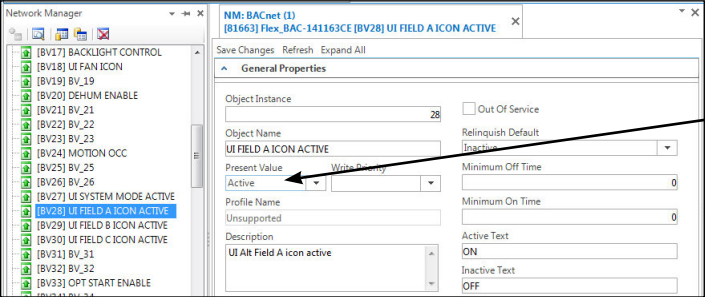 Network Manager
[BV17] BACKLIGHT CONTROL
[BV18] UI FAN ICON
[BV19] BV_19
[BV20] DEHUM ENABLE
[BV21] BV_21
[BV22] BV_22
[BV23] BV_23
[BV24] MOTION OCC
[BV25] BV_25
[BV26] BV_26
[BV27] UI SYSTEM MODE ACTIVE
[BV28] UI FIELD A ICON ACTIVE
[BV29] UI FIELD B ICON ACTIVE
[BV30] UI FIELD C ICON ACTIVE
[BV31] BV_31
[BV32] BV_32
[BV33] OPT START ENABLE
[BV34] BV_34
NM: BACnet (1)
[81663] Flex_BAC-141163CE [BV28] UI FIELD A ICON ACTIVE
Save Changes Refresh Expand All
General Properties
Object Instance
28
Out Of Service
Object Name
UI FIELD A ICON ACTIVE
Relinquish Default
Inactive
Present Value
Active
Write Priority
Minimum Off Time
0
Profile Name
Unsupported
Minimum On Time
0
Description
UI Alt Field A icon active
Active Text
ON
Inactive Text
OFF